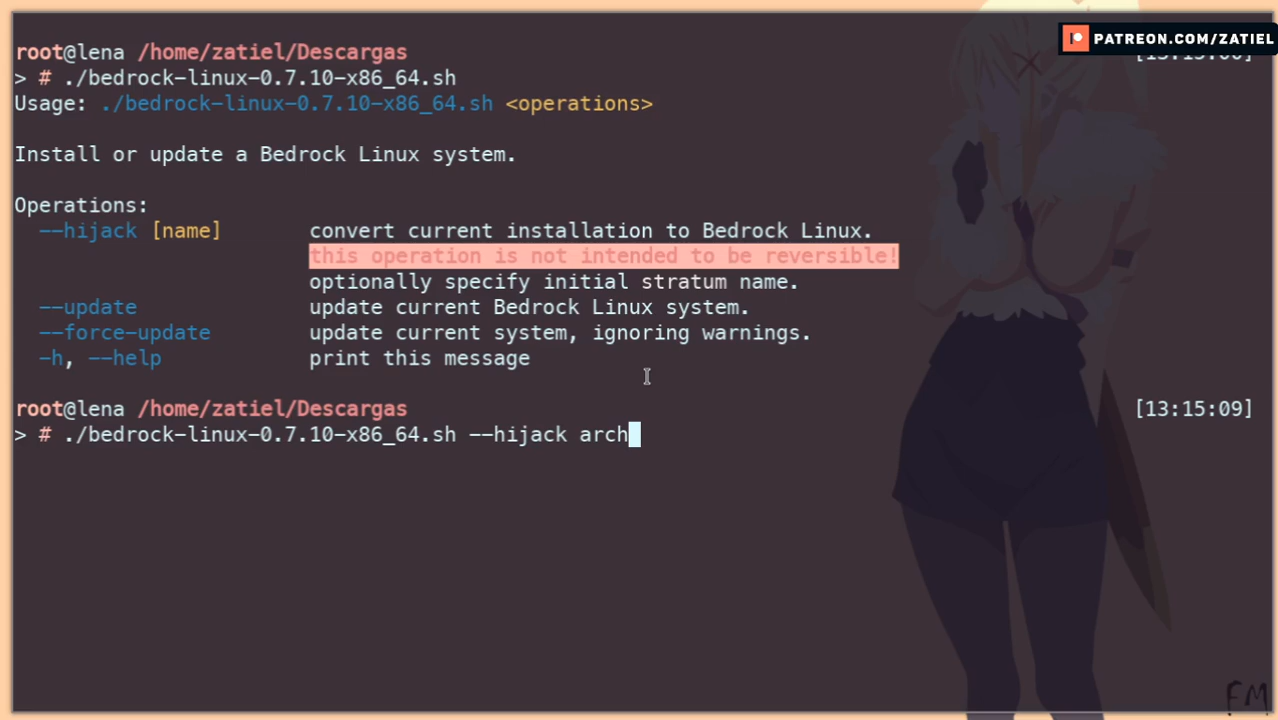 PATREON.COM/ZATIEL
root@lena /home/zatiel/Descargas
> # ./bedrock-linux-0.7.10-x86_64.sh
Usage: ./bedrock-linux-0.7.10-x86_64.sh <operations>
Install or update a Bedrock Linux system.
Operations:
--hijack [name] convert current installation to Bedrock Linux.
this operation is not intended to be reversible!
optionally specify initial stratum name.
--update update current Bedrock Linux system.
--force-update update current system, ignoring warnings.
-h, --help print this message
root@lena /home/zatiel/Descargas [13:15:09]
> # ./bedrock-linux-0.7.10-x86_64.sh --hijack arch
FM